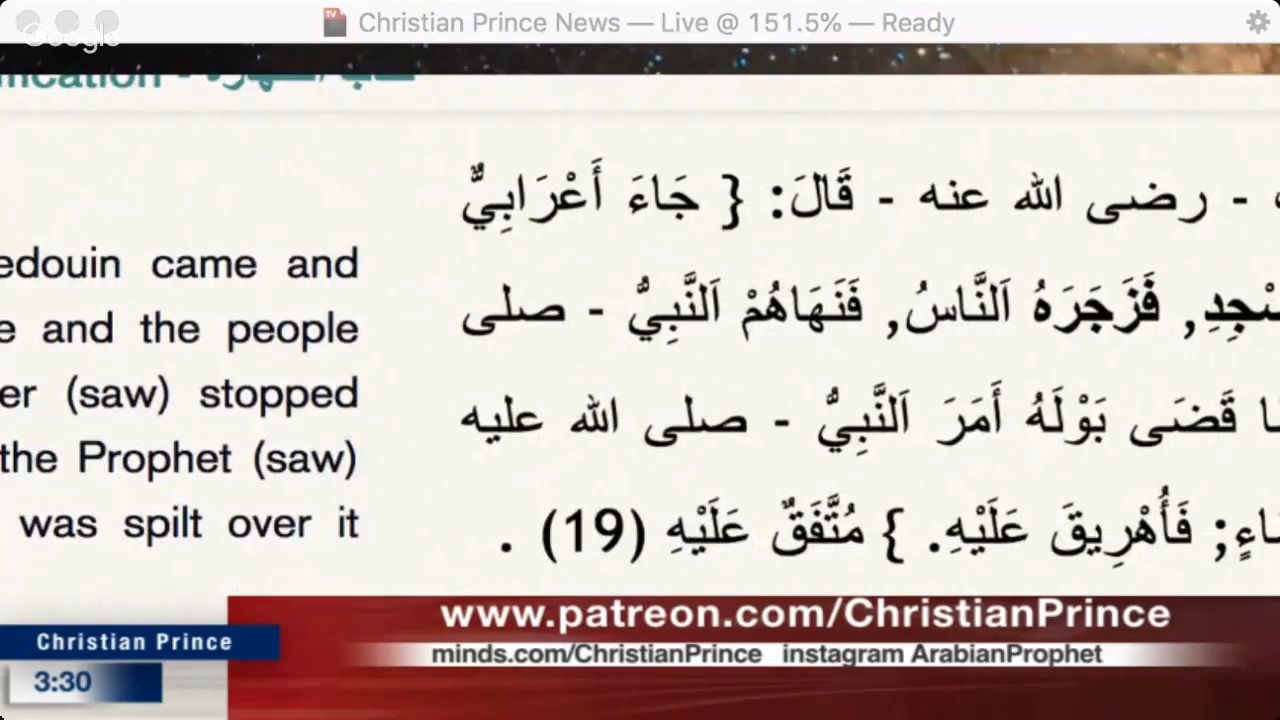 Christian Prince News — Live @ 151.5% — Ready
Google
edouin came and
e and the people
er (saw) stopped
the Prophet (saw)
was spilt over it
- رضى الله عنه - قَالَ: { جَاءَ أَعْرَابِيٌّ
فَزَجَرَهُ اَلنَّاسُ, فَنَهَاهُمْ اَلنَّبِيُّ - صلى
قَضَى بَوْلَهُ أَمَرَ اَلنَّبِيُّ - صلى الله عليه
فَأُهْرِيقَ عَلَيْهِ. } مُتَّفَقٌ عَلَيْهِ (19) .
www.patreon.com/ChristianPrince
minds.com/ChristianPrince instagram ArabianProphet
Christian Prince
3:30